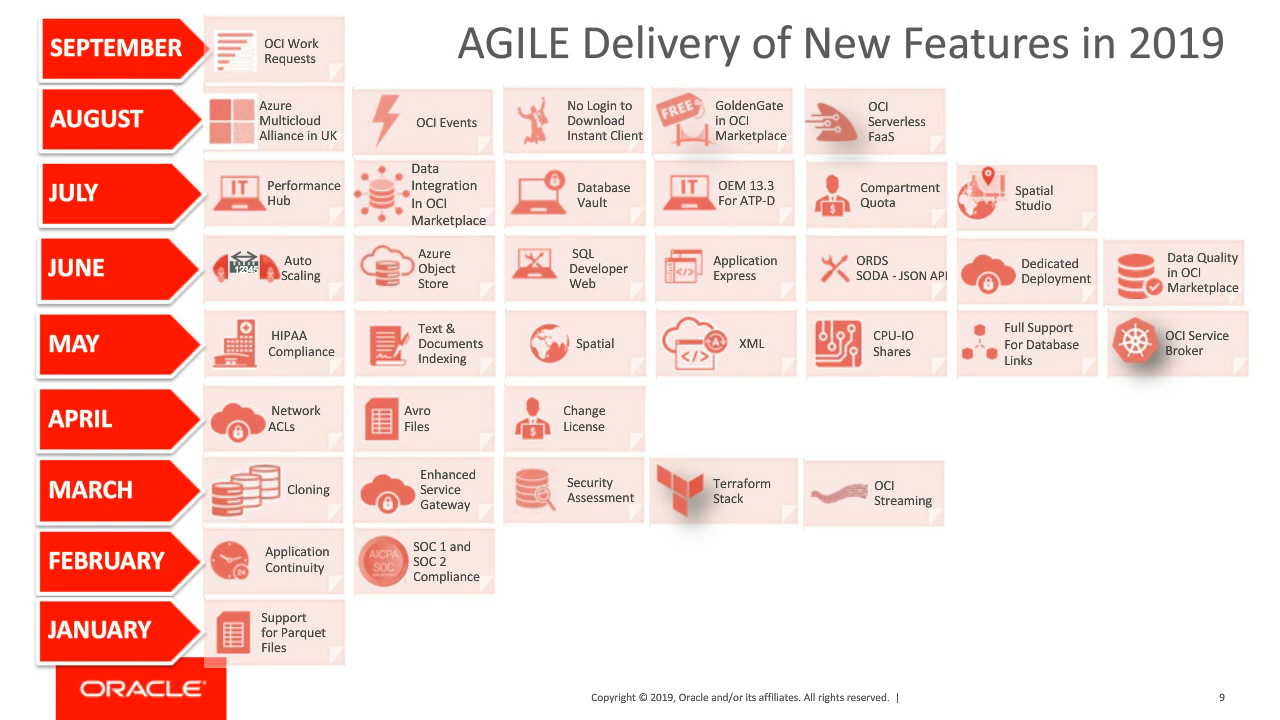 AGILE Delivery of New Features in 2019
SEPTEMBER
OCI Work
Requests
AUGUST
Azure
Multicloud
Alliance in UK
OCI Events
No Login to
Download
Instant Client
FREE
GoldenGate
in OCI
Marketplace
OCI
Serverless
FaaS
JULY
IT
Performance
Hub
Data
Integration
In OCI
Marketplace
Database
Vault
IT
OEM 13.3
For ATP-D
Compartment
Quota
Spatial
Studio
JUNE
12345
Auto
Scaling
Azure
Object
Store
SQL
Developer
Web
Application
Express
ORDS
SODA - JSON API
Dedicated
Deployment
Data Quality
in OCI
Marketplace
MAY
HIPAA
Compliance
Text &
Documents
Indexing
Spatial
XML
CPU-IO
Shares
Full Support
For Database
Links
OCI Service
Broker
APRIL
Network
ACLs
Avro
Files
Change
License
MARCH
Cloning
Enhanced
Service
Gateway
Security
Assessment
Terraform
Stack
OCI
Streaming
FEBRUARY
24
Application
Continuity
AICPA
SOC
SOC 1 and
SOC 2
Compliance
JANUARY
Support
for Parquet
Files
ORACLE
Copyright © 2019, Oracle and/or its affiliates. All rights reserved. |
9